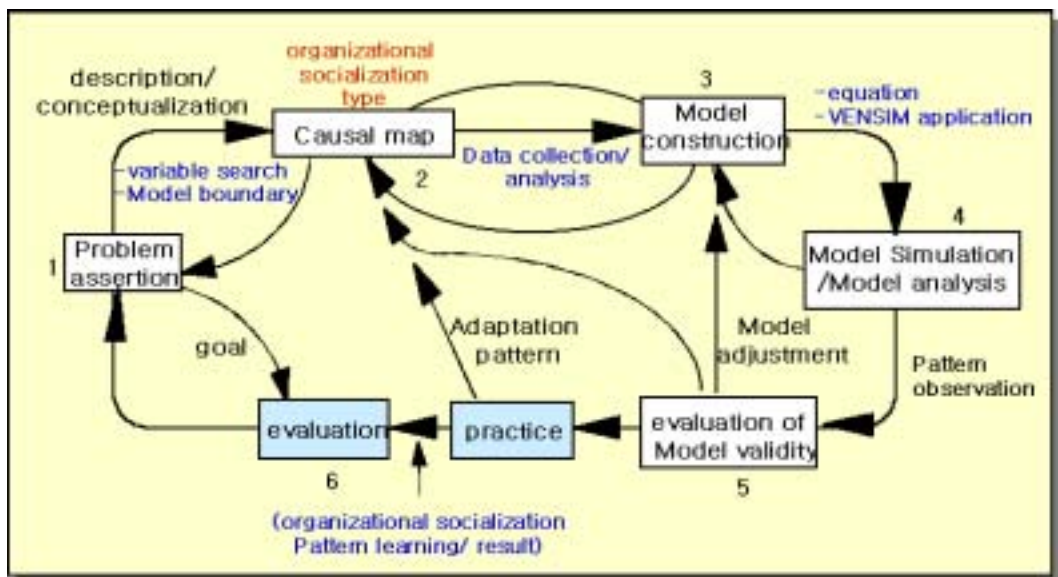 organizational
socialization
type
description/
conceptualization
3
Model
construction
-equation
-VENSIM application
Causal map
Data collection/
analysis
2
-variable search
-Model boundary
4
1
Problem
assertion
Model Simulation
/Model analysis
goal
Adaptation
pattern
Model
adjustment
Pattern
observation
evaluation
practice
evaluation of
Model validity
6
5
(organizational socialization
Pattern learning/ result)